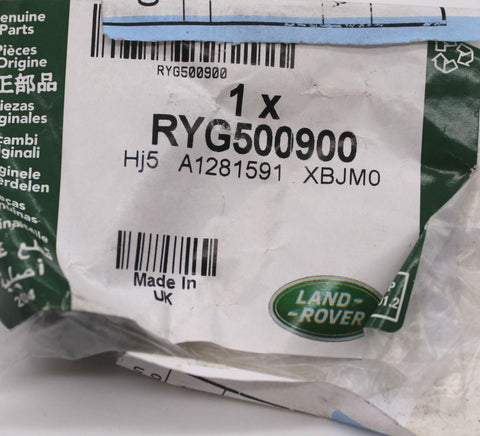 Genuine
Parts
Pièces
Origine
正部品
Piezas
Originales
Ricambi
Originali
Originele
RYG500900
1 x
RYG500900
Hj5 A1281591 XBJM0
Made In
UK
LAND-
-ROVER